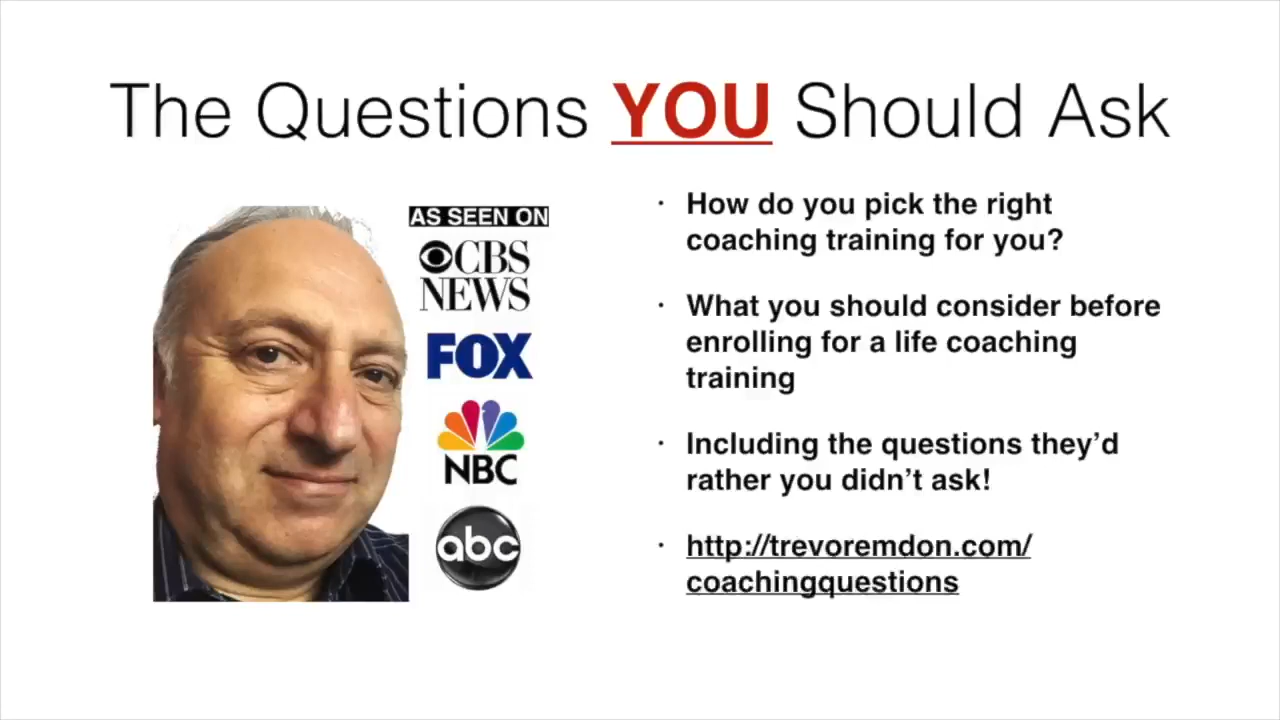 The Questions YOU Should Ask
AS SEEN ON
CBS
NEWS
FOX
NBC
abc
· How do you pick the right
coaching training for you?
· What you should consider before
enrolling for a life coaching
training
· Including the questions they’d
rather you didn’t ask!
· http://trevoremdon.com/
coachingquestions